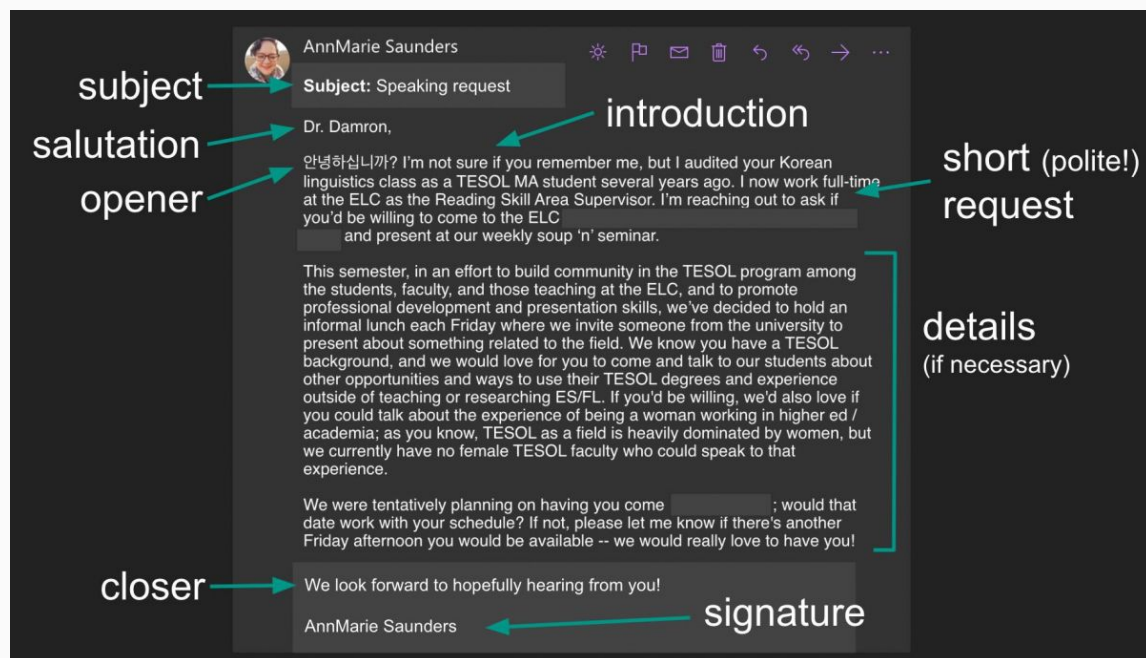 AnnMarie Saunders
subject
Subject: Speaking request
introduction
salutation
Dr. Damron,
opener
안녕하십니까? I'm not sure if you remember me, but I audited your Korean
linguistics class as a TESOL MA student several years ago. I now work full-time
at the ELC as the Reading Skill Area Supervisor. I'm reaching out to ask if
you'd be willing to come to the ELC
and present at our weekly soup 'n' seminar.
short (polite!)
request
This semester, in an effort to build community in the TESOL program among
the students, faculty, and those teaching at the ELC, and to promote
professional development and presentation skills, we've decided to hold an
informal lunch each Friday where we invite someone from the university to
present about something related to the field. We know you have a TESOL
background, and we would love for you to come and talk to our students about
other opportunities and ways to use their TESOL degrees and experience
outside of teaching or researching ES/FL. If you'd be willing, we'd also love if
you could talk about the experience of being a woman working in higher ed /
academia; as you know, TESOL as a field is heavily dominated by women, but
we currently have no female TESOL faculty who could speak to that
experience.
We were tentatively planning on having you come ; would that
date work with your schedule? If not, please let me know if there's another
Friday afternoon you would be available -- we would really love to have you!
details
(if necessary)
closer
We look forward to hopefully hearing from you!
AnnMarie Saunders
signature